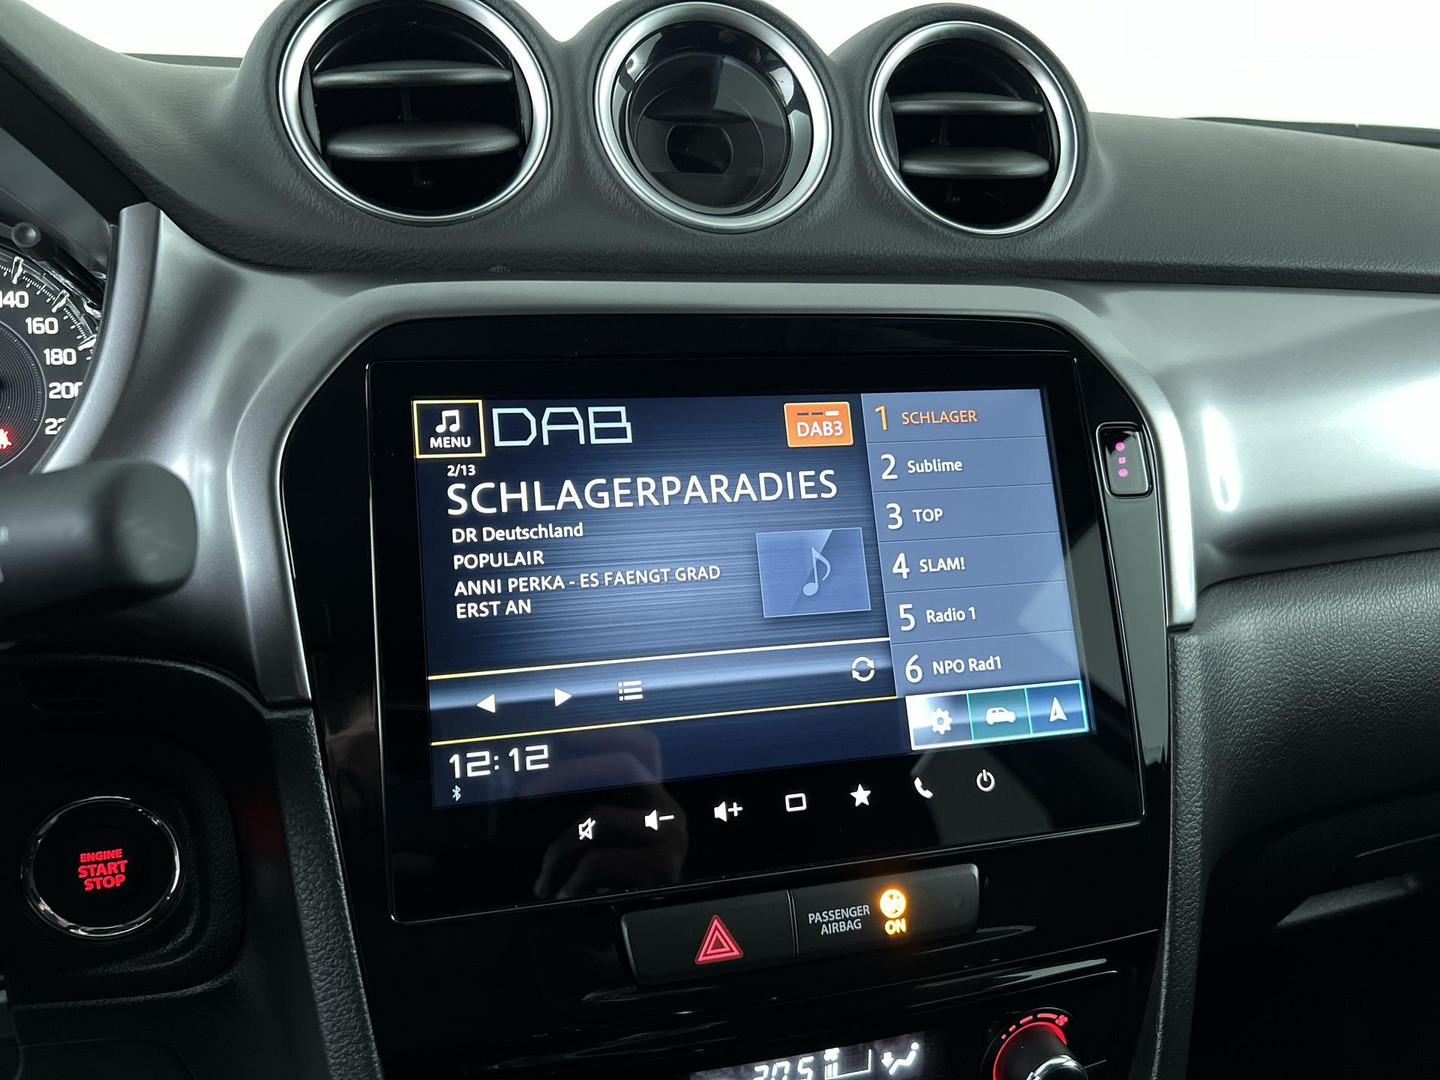 140
160
180
200
MENU
DAB
DAB3
2/13
SCHLAGERPARADIES
DR Deutschland
POPULAIR
ANNI PERKA - ES FAENGT GRAD
ERST AN
1 SCHLAGER
2 Sublime
3 TOP
4 SLAM!
5 Radio 1
6 NPO Rad1
12:12
ENGINE
START
STOP
PASSENGER
AIRBAG
ON
20.5